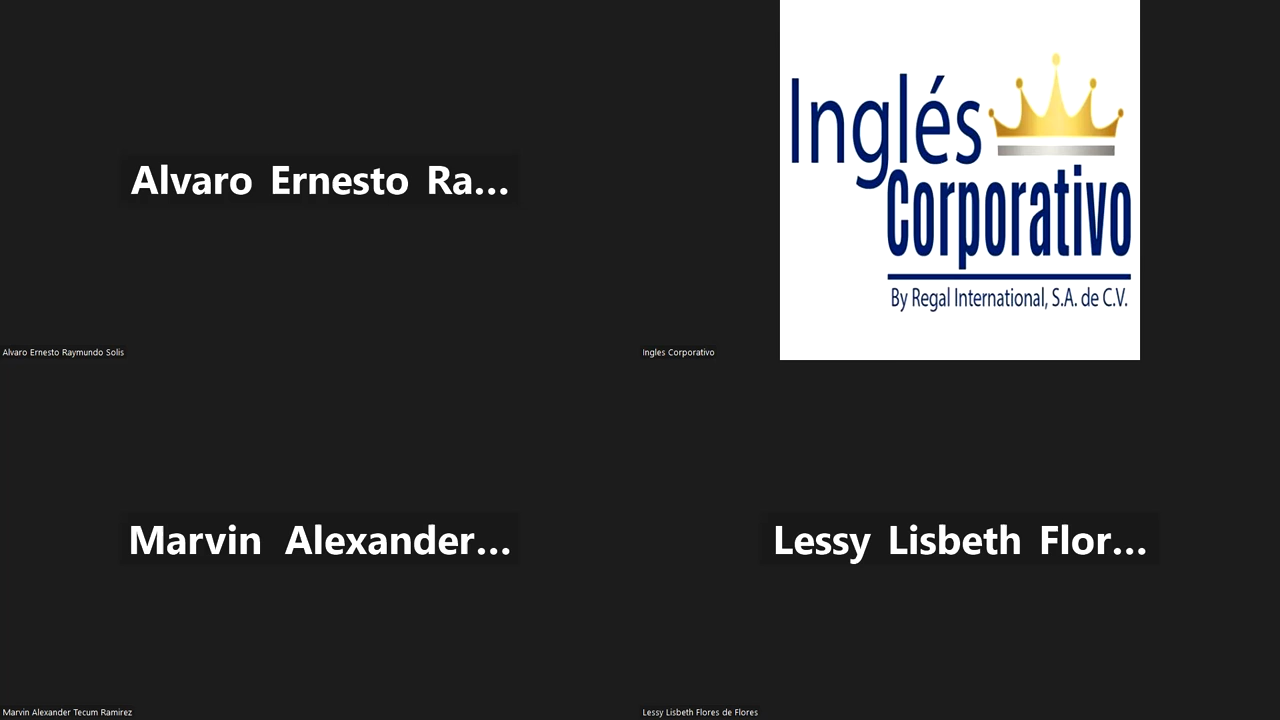 Alvaro Ernesto Ra...
Alvaro Ernesto Raymundo Solis
Inglés
Corporativo
By Regal International, S.A. de C.V.
Ingles Corporativo
Marvin Alexander...
Marvin Alexander Tecum Ramirez
Lessy Lisbeth Flor...
Lessy Lisbeth Flores de Flores